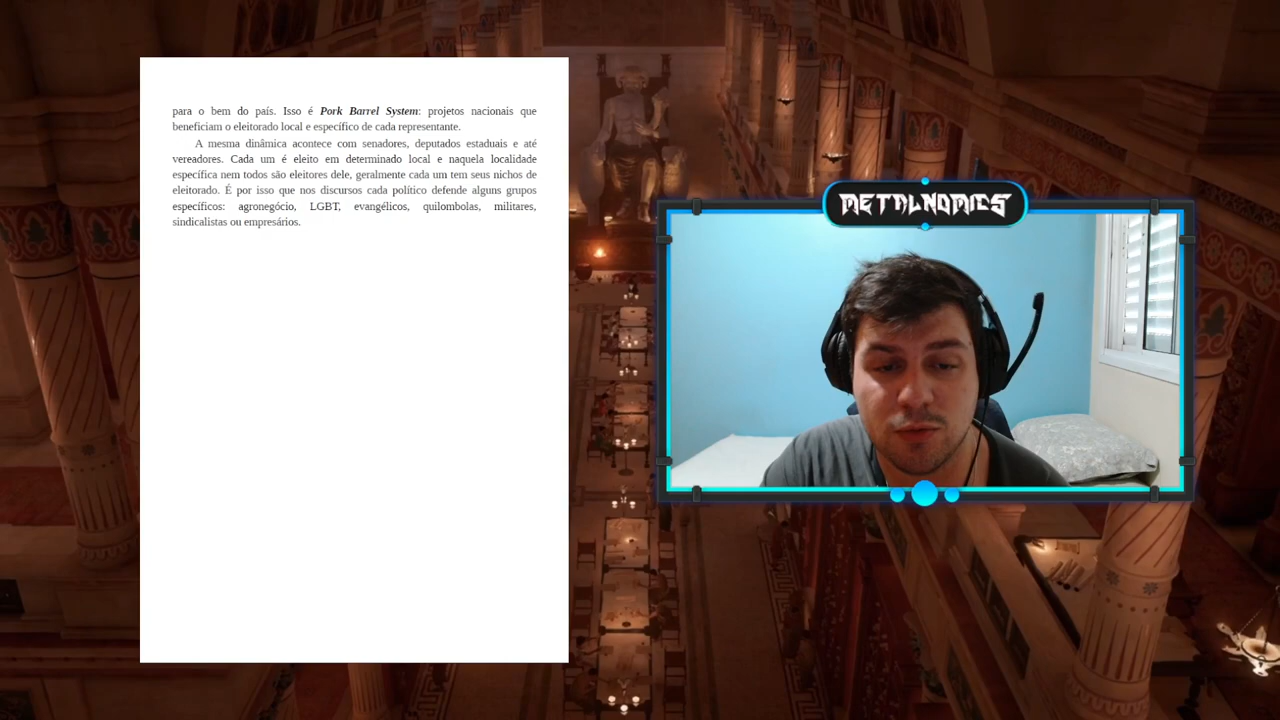 para o bem do país. Isso é Pork Barrel System: projetos nacionais que
beneficiam o eleitorado local e específico de cada representante.
A mesma dinâmica acontece com senadores, deputados estaduais e até
vereadores. Cada um é eleito em determinado local e naquela localidade
específica nem todos são eleitores dele, geralmente cada um tem seus nichos de
eleitorado. É por isso que nos discursos cada político defende alguns grupos
específicos: agronegócio, LGBT, evangélicos, quilombolas, militares,
sindicalistas ou empresários.
METALNOMICS